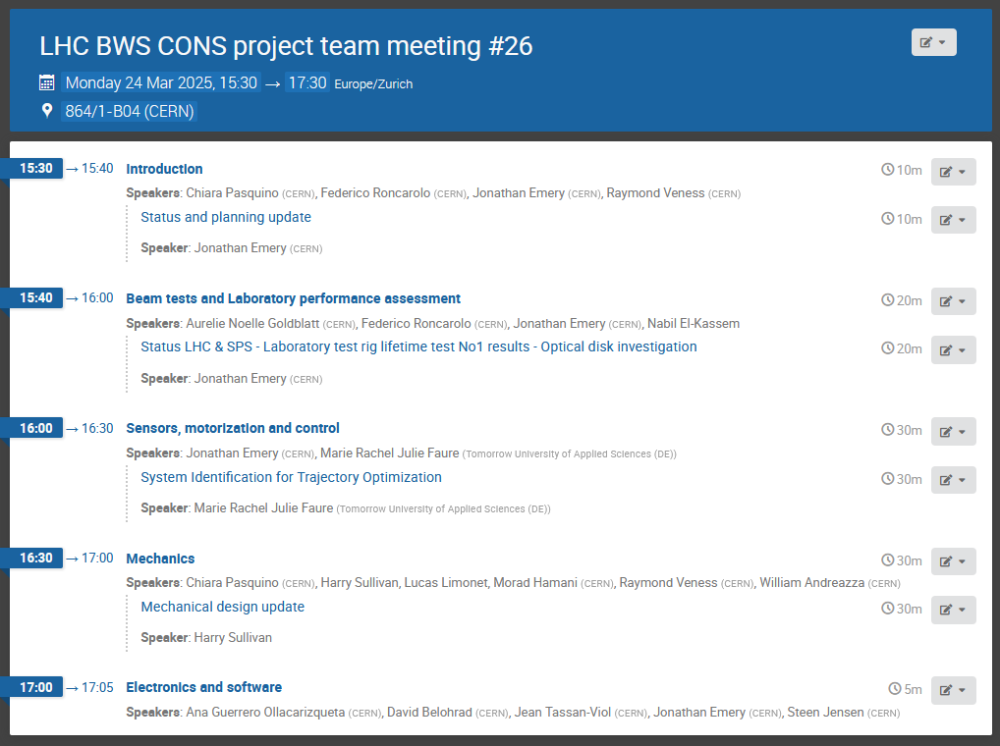 LHC BWS CONS project team meeting #26
Monday 24 Mar 2025, 15:30 → 17:30 Europe/Zurich
864/1-B04 (CERN)
15:30 → 15:40 Introduction 10m
Speakers: Chiara Pasquino (CERN), Federico Roncarolo (CERN), Jonathan Emery (CERN), Raymond Veness (CERN)
Status and planning update 10m
Speaker: Jonathan Emery (CERN)
15:40 → 16:00 Beam tests and Laboratory performance assessment 20m
Speakers: Aurelie Noelle Goldblatt (CERN), Federico Roncarolo (CERN), Jonathan Emery (CERN), Nabil El-Kassem
Status LHC & SPS - Laboratory test rig lifetime test No1 results - Optical disk investigation 20m
Speaker: Jonathan Emery (CERN)
16:00 → 16:30 Sensors, motorization and control 30m
Speakers: Jonathan Emery (CERN), Marie Rachel Julie Faure (Tomorrow University of Applied Sciences (DE))
System Identification for Trajectory Optimization 30m
Speaker: Marie Rachel Julie Faure (Tomorrow University of Applied Sciences (DE))
16:30 → 17:00 Mechanics 30m
Speakers: Chiara Pasquino (CERN), Harry Sullivan, Lucas Limonet, Morad Hamani (CERN), Raymond Veness (CERN), William Andreazza (CERN)
Mechanical design update 30m
Speaker: Harry Sullivan
17:00 → 17:05 Electronics and software 5m
Speakers: Ana Guerrero Ollacarizqueta (CERN), David Belohrad (CERN), Jean Tassan-Viol (CERN), Jonathan Emery (CERN), Steen Jensen (CERN)